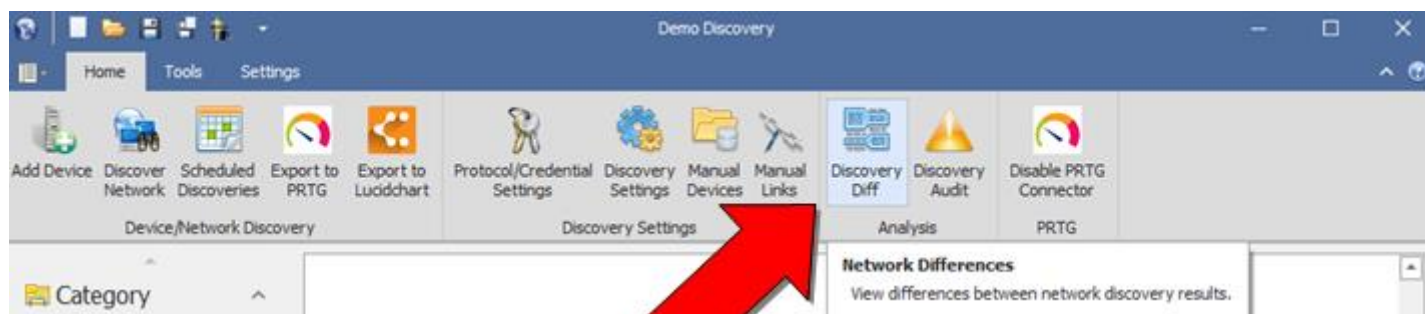 Demo Discovery
Home Tools Settings
Add Device Discover Network Scheduled Discoveries Export to PRTG Export to Lucidchart Protocol/Credential Settings Discovery Settings Manual Devices Manual Links Discovery Diff Discovery Audit Disable PRTG Connector
Device/Network Discovery Discovery Settings Analysis PRTG
Category
Network Differences
View differences between network discovery results.